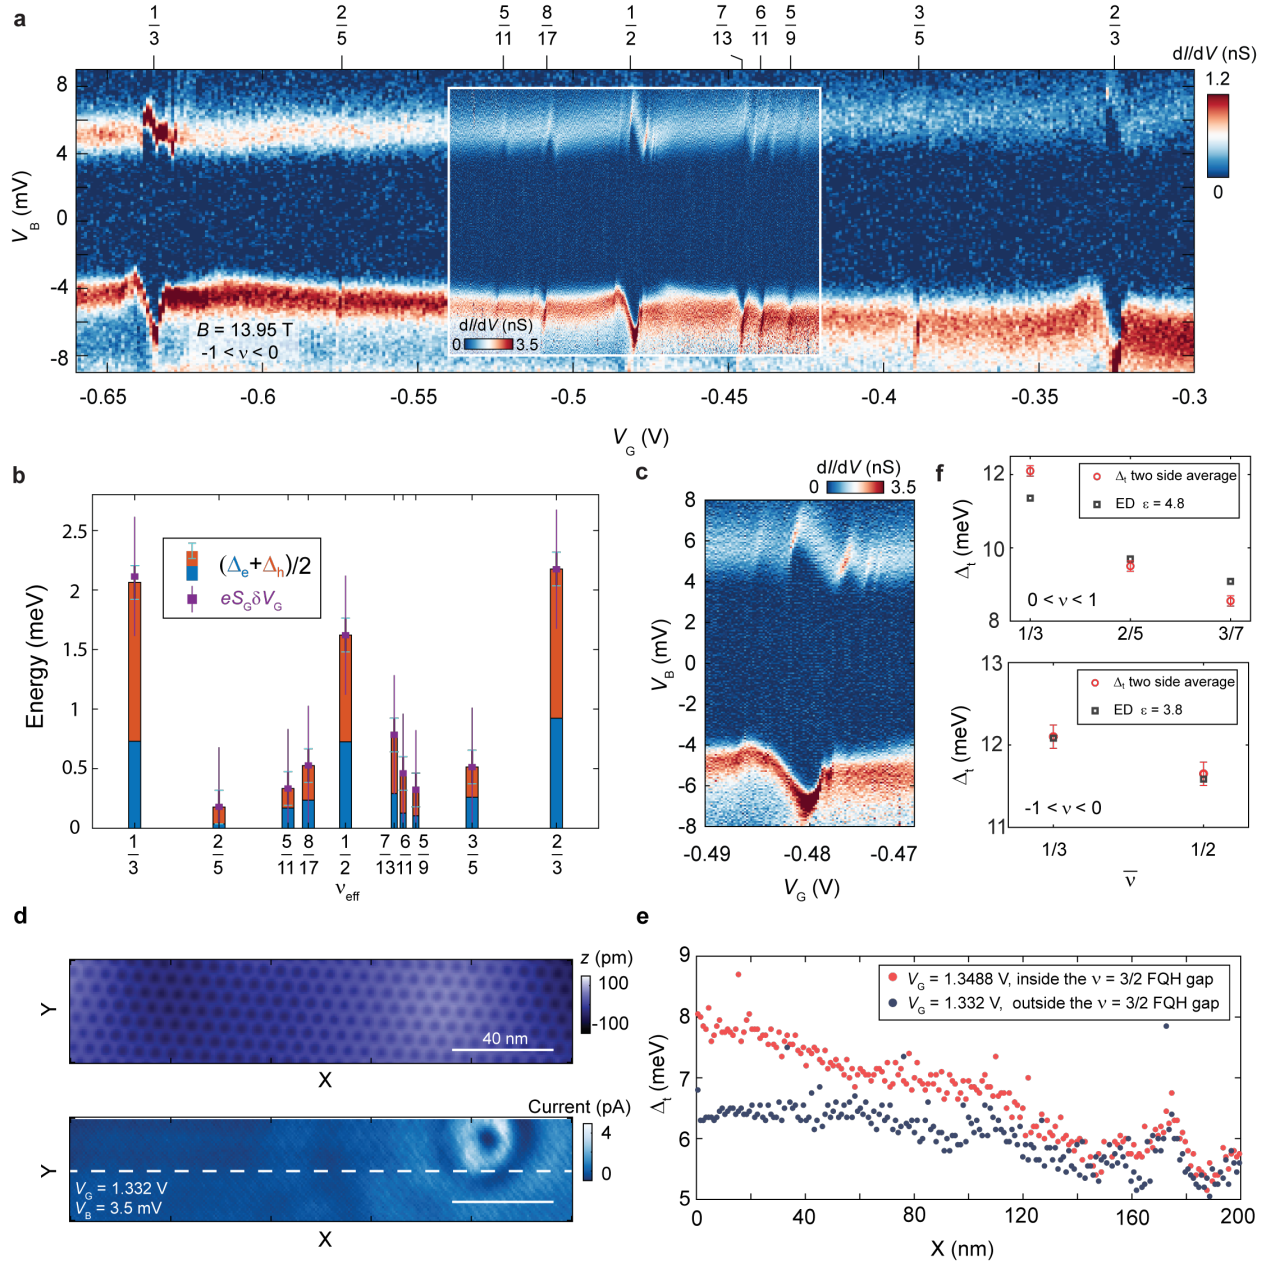 a
1/3 2/5 5/11 8/17 1/2 7/13 6/11 5/9 3/5 2/3
dI/dV (nS)
1.2
0
8
4
0
-4
-8
V_B (mV)
B = 13.95 T
-1 < ν < 0
dI/dV (nS)
0 3.5
-0.65 -0.6 -0.55 -0.5 -0.45 -0.4 -0.35 -0.3
V_G (V)
b
2.5
2
1.5
1
0.5
0
Energy (meV)
(Δ_e+Δ_h)/2
eS_GδV_G
1/3 2/5 5/11 8/17 1/2 7/13 6/11 5/9 3/5 2/3
ν_eff
c
dI/dV (nS)
0 3.5
8
6
4
2
0
-2
-4
-6
-8
V_B (mV)
-0.49 -0.48 -0.47
V_G (V)
f
12
10
8
Δ_t (meV)
Δ_t two side average
ED ε = 4.8
0 < ν < 1
1/3 2/5 3/7
13
12
11
Δ_t (meV)
Δ_t two side average
ED ε = 3.8
-1 < ν < 0
1/3 1/2
ν̅
d
z (pm)
100
-100
Y
40 nm
X
Current (pA)
4
0
Y
V_G = 1.332 V
V_B = 3.5 mV
X
e
9
8
7
6
5
Δ_t (meV)
V_G = 1.3488 V, inside the ν = 3/2 FQH gap
V_G = 1.332 V, outside the ν = 3/2 FQH gap
0 40 80 120 160 200
X (nm)